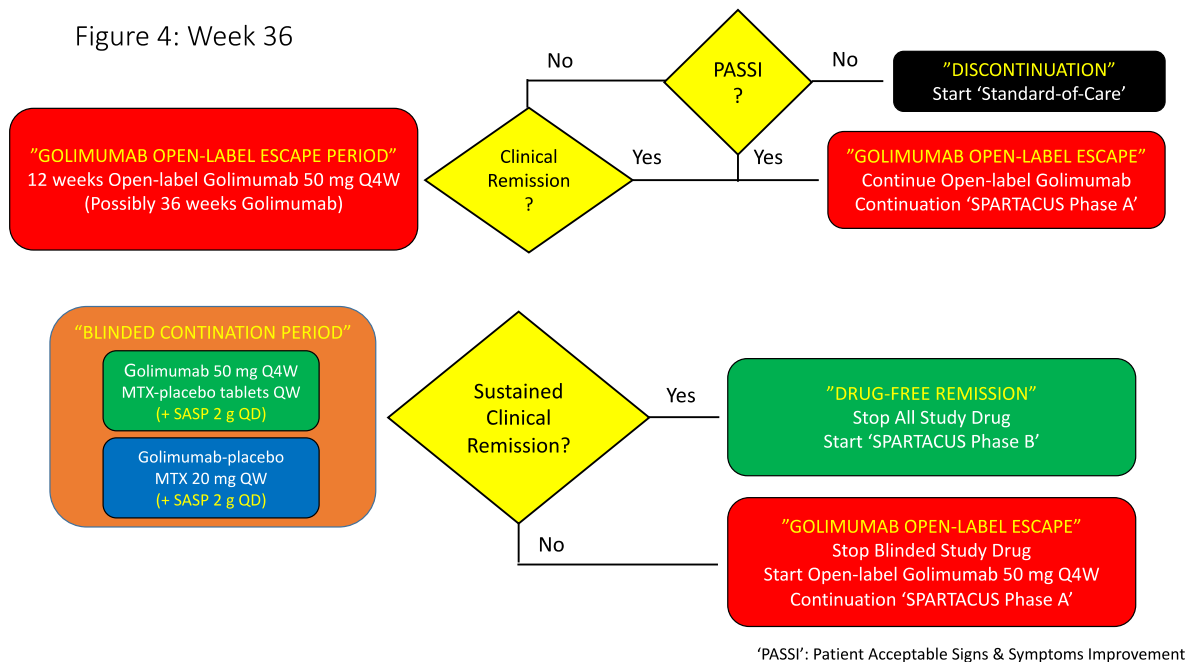 Figure 4: Week 36
No
PASSI
?
No
”DISCONTINUATION”
Start ‘Standard-of-Care’
”GOLIMUMAB OPEN-LABEL ESCAPE PERIOD”
12 weeks Open-label Golimumab 50 mg Q4W
(Possibly 36 weeks Golimumab)
Clinical
Remission
?
Yes
Yes
”GOLIMUMAB OPEN-LABEL ESCAPE”
Continue Open-label Golimumab
Continuation ‘SPARTACUS Phase A’
“BLINDED CONTINATION PERIOD”
Golimumab 50 mg Q4W
MTX-placebo tablets QW
(+ SASP 2 g QD)
Golimumab-placebo
MTX 20 mg QW
(+ SASP 2 g QD)
Sustained
Clinical
Remission?
Yes
”DRUG-FREE REMISSION”
Stop All Study Drug
Start ‘SPARTACUS Phase B’
No
”GOLIMUMAB OPEN-LABEL ESCAPE”
Stop Blinded Study Drug
Start Open-label Golimumab 50 mg Q4W
Continuation ‘SPARTACUS Phase A’
‘PASSI’: Patient Acceptable Signs & Symptoms Improvement